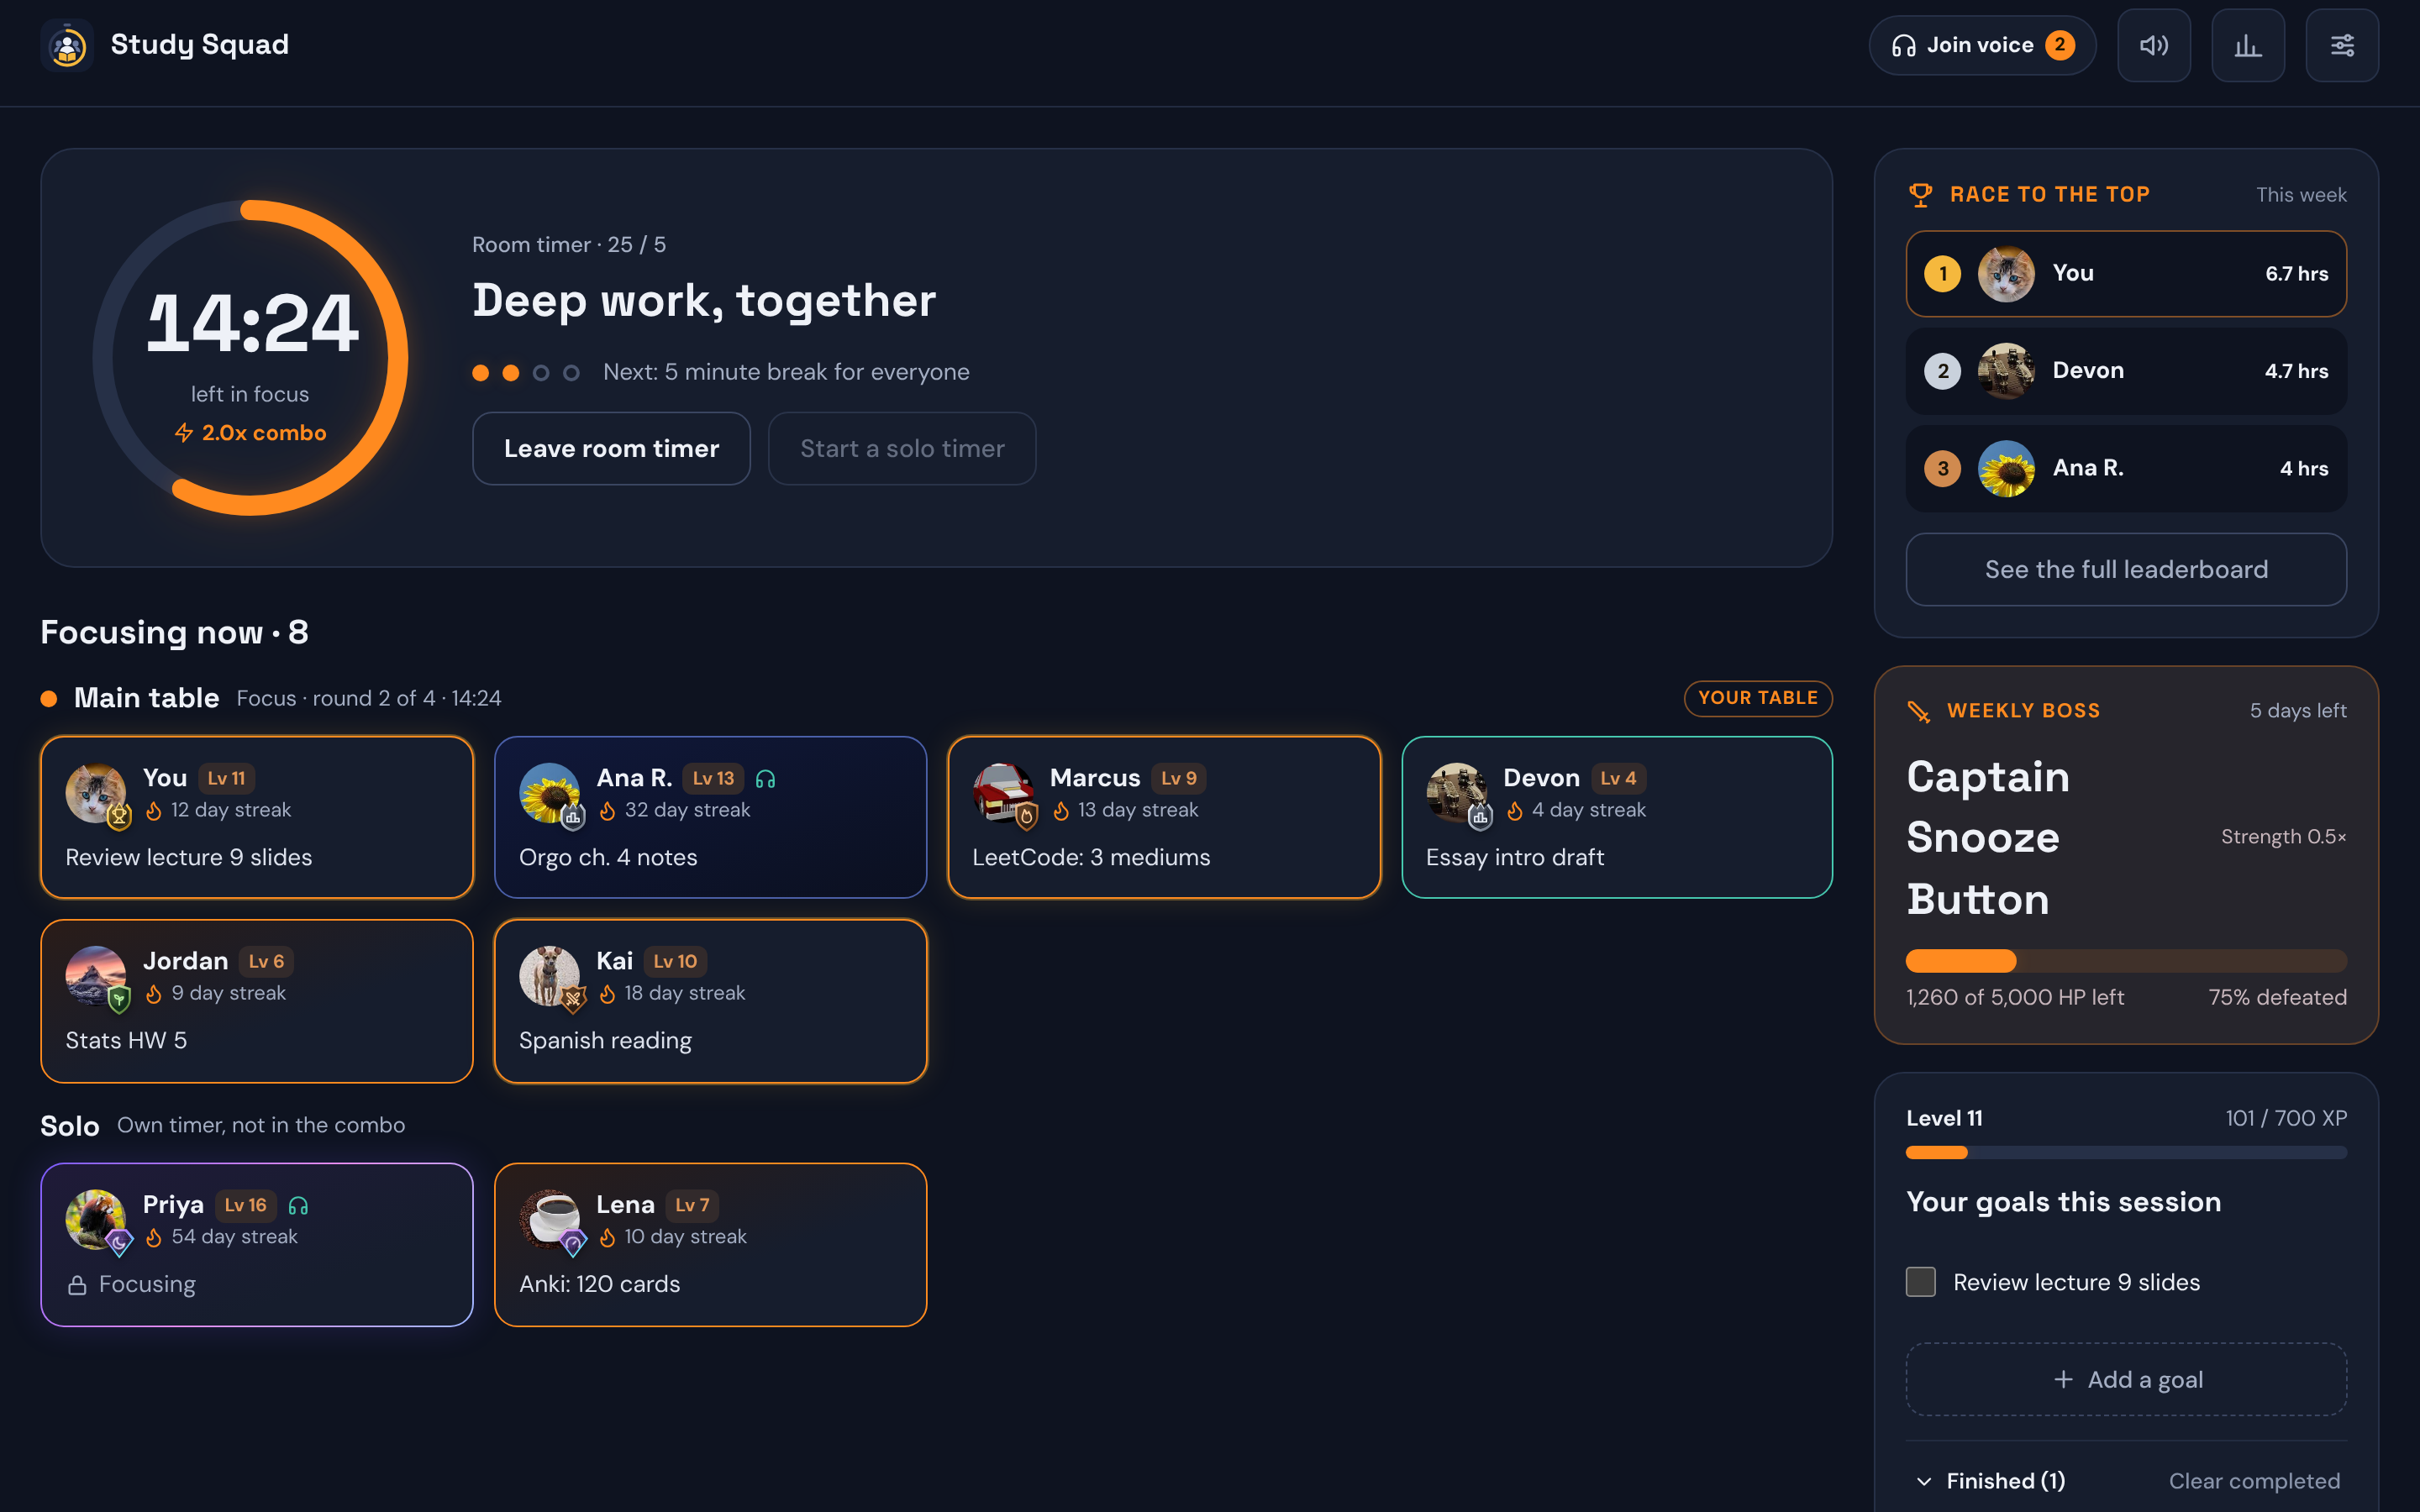 Study Squad
Join voice 2
14:24
left in focus
2.0x combo
Room timer · 25 / 5
Deep work, together
Next: 5 minute break for everyone
Leave room timer
Start a solo timer
Focusing now · 8
Main table Focus · round 2 of 4 · 14:24
YOUR TABLE
You Lv 11
12 day streak
Review lecture 9 slides
Ana R. Lv 13
32 day streak
Orgo ch. 4 notes
Marcus Lv 9
13 day streak
LeetCode: 3 mediums
Devon Lv 4
4 day streak
Essay intro draft
Jordan Lv 6
9 day streak
Stats HW 5
Kai Lv 10
18 day streak
Spanish reading
Solo Own timer, not in the combo
Priya Lv 16
54 day streak
Focusing
Lena Lv 7
10 day streak
Anki: 120 cards
RACE TO THE TOP This week
1 You 6.7 hrs
2 Devon 4.7 hrs
3 Ana R. 4 hrs
See the full leaderboard
WEEKLY BOSS 5 days left
Captain
Snooze
Button
Strength 0.5×
1,260 of 5,000 HP left 75% defeated
Level 11 101 / 700 XP
Your goals this session
Review lecture 9 slides
+ Add a goal
Finished (1) Clear completed